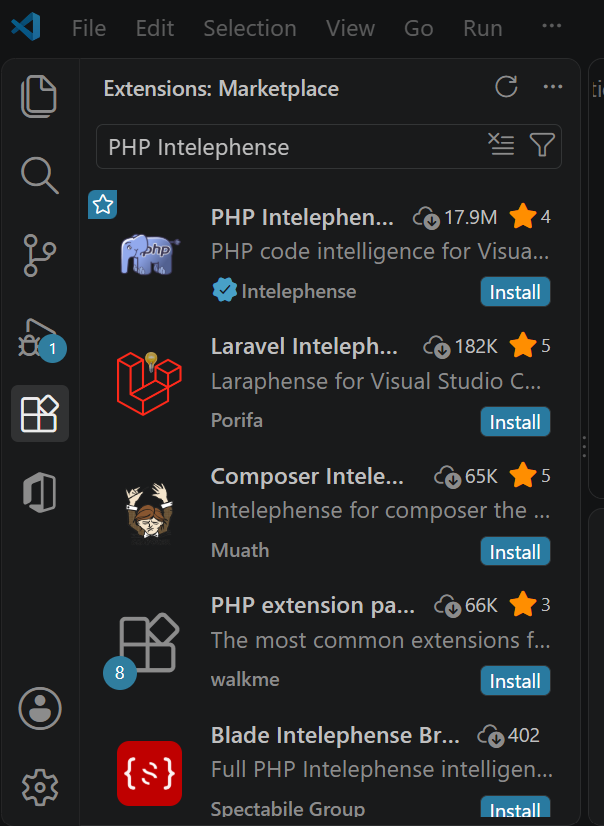 File Edit Selection View Go Run ...
Extensions: Marketplace
PHP Intelephense
PHP Intelephen... 17.9M 4
php
PHP code intelligence for Visua...
Intelephense Install
1
Laravel Inteleph... 182K 5
Laraphense for Visual Studio C...
Porifa Install
Composer Intele... 65K 5
Intelephense for composer the ...
Muath Install
PHP extension pa... 66K 3
The most common extensions f...
8
walkme Install
Blade Intelephense Br... 402
Full PHP Intelephense intelligen...
Spectabile Group Install